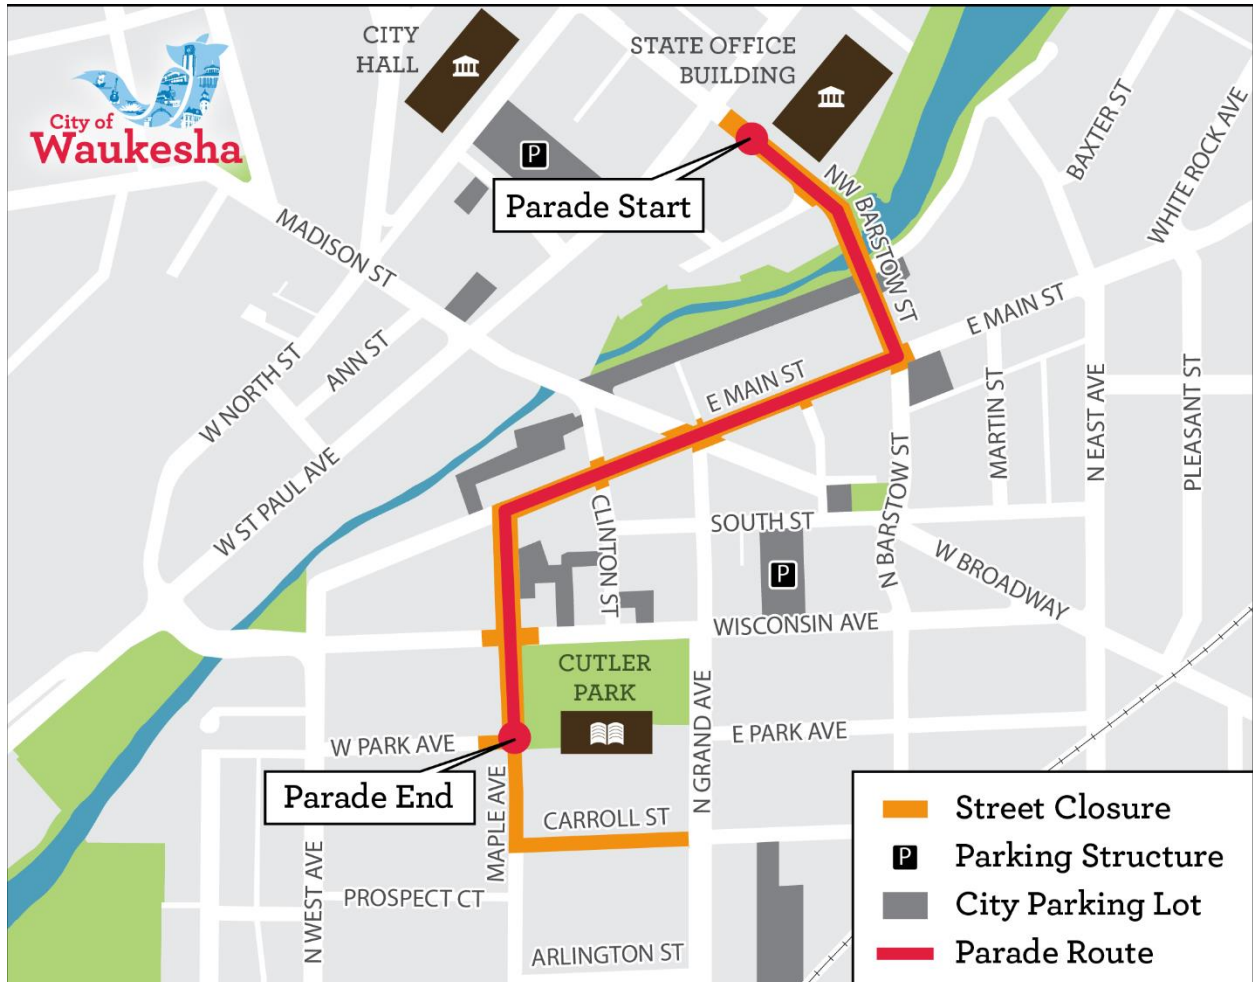 CITY
HALL
STATE OFFICE
BUILDING
City of
Waukesha
P
Parade Start
BAXTER ST
WHITE ROCK AVE
NW BARSTOW ST
MADISON ST
E MAIN ST
W NORTH ST
ANN ST
E MAIN ST
MARTIN ST
N EAST AVE
PLEASANT ST
W ST PAUL AVE
CLINTON ST
SOUTH ST
N BARSTOW ST
W BROADWAY
P
WISCONSIN AVE
CUTLER
PARK
W PARK AVE
N GRAND AVE
E PARK AVE
Parade End
MAPLE AVE
CARROLL ST
N WEST AVE
PROSPECT CT
ARLINGTON ST
Street Closure
P Parking Structure
City Parking Lot
Parade Route